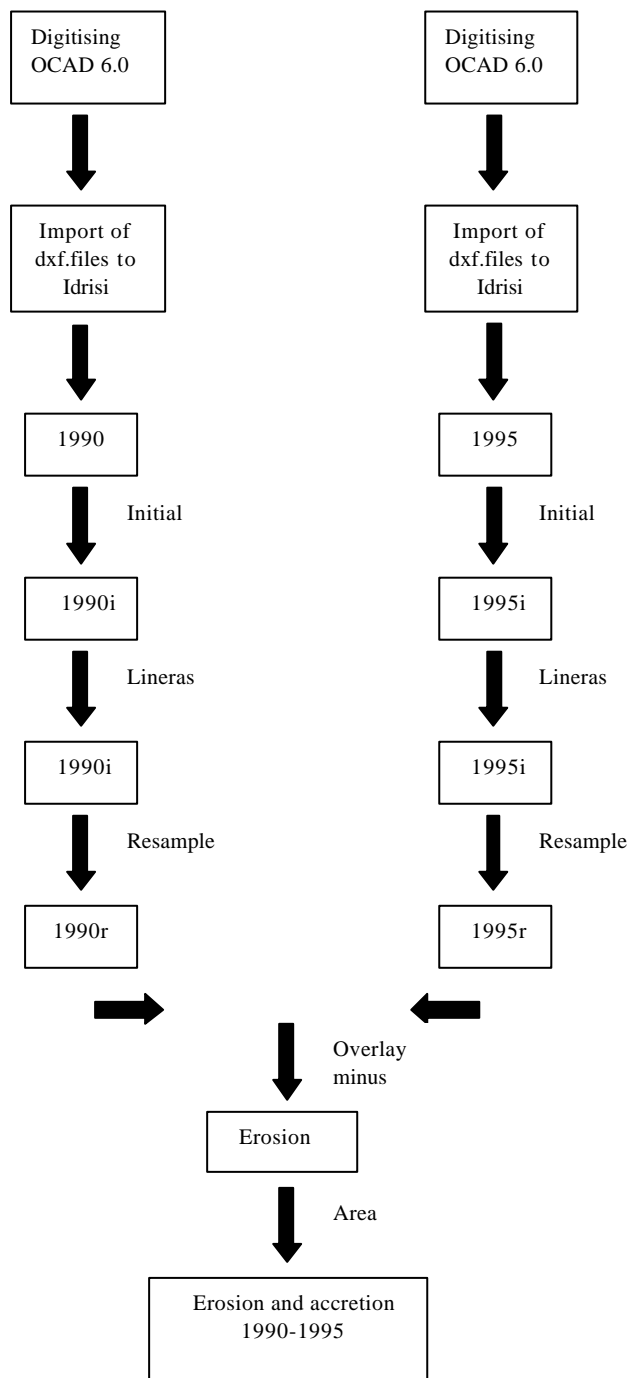 Digitising
OCAD 6.0
Digitising
OCAD 6.0
Import of
dxf.files to
Idrisi
Import of
dxf.files to
Idrisi
1990
1995
Initial
Initial
1990i
1995i
Lineras
Lineras
1990i
1995i
Resample
Resample
1990r
1995r
Overlay
minus
Erosion
Area
Erosion and accretion
1990-1995